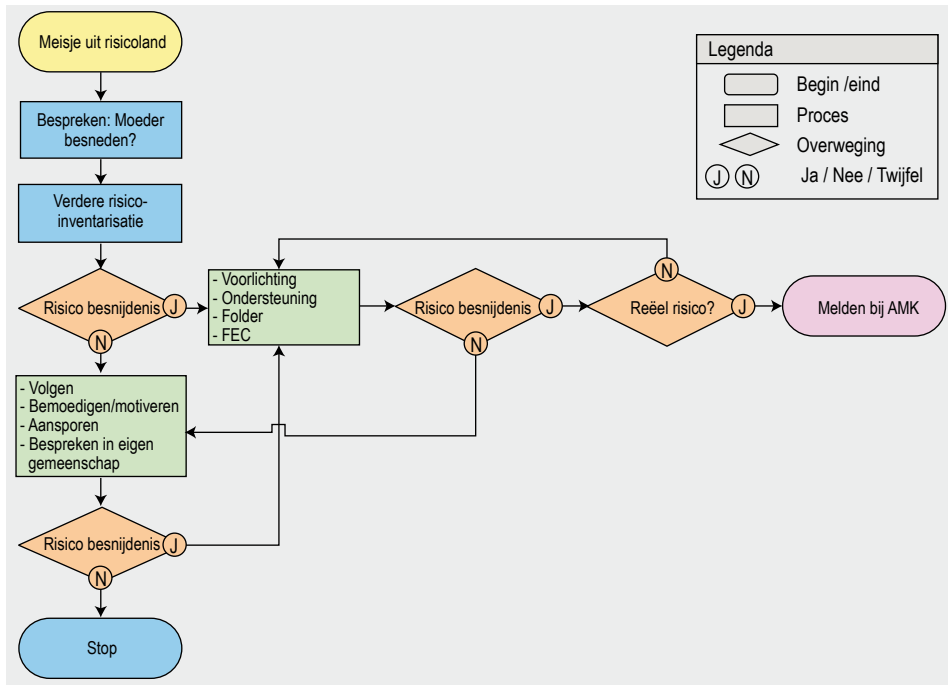 Meisje uit risicoland
Bespreken: Moeder
besneden?
Verdere risico-
inventarisatie
Risico besnijdenis
J
N
- Voorlichting
- Ondersteuning
- Folder
- FEC
Risico besnijdenis
J
N
Reëel risico?
N
J
Melden bij AMK
- Volgen
- Bemoedigen/motiveren
- Aansporen
- Bespreken in eigen
gemeenschap
Risico besnijdenis
J
N
Stop
Legenda
Begin /eind
Proces
Overweging
J N Ja / Nee / Twijfel